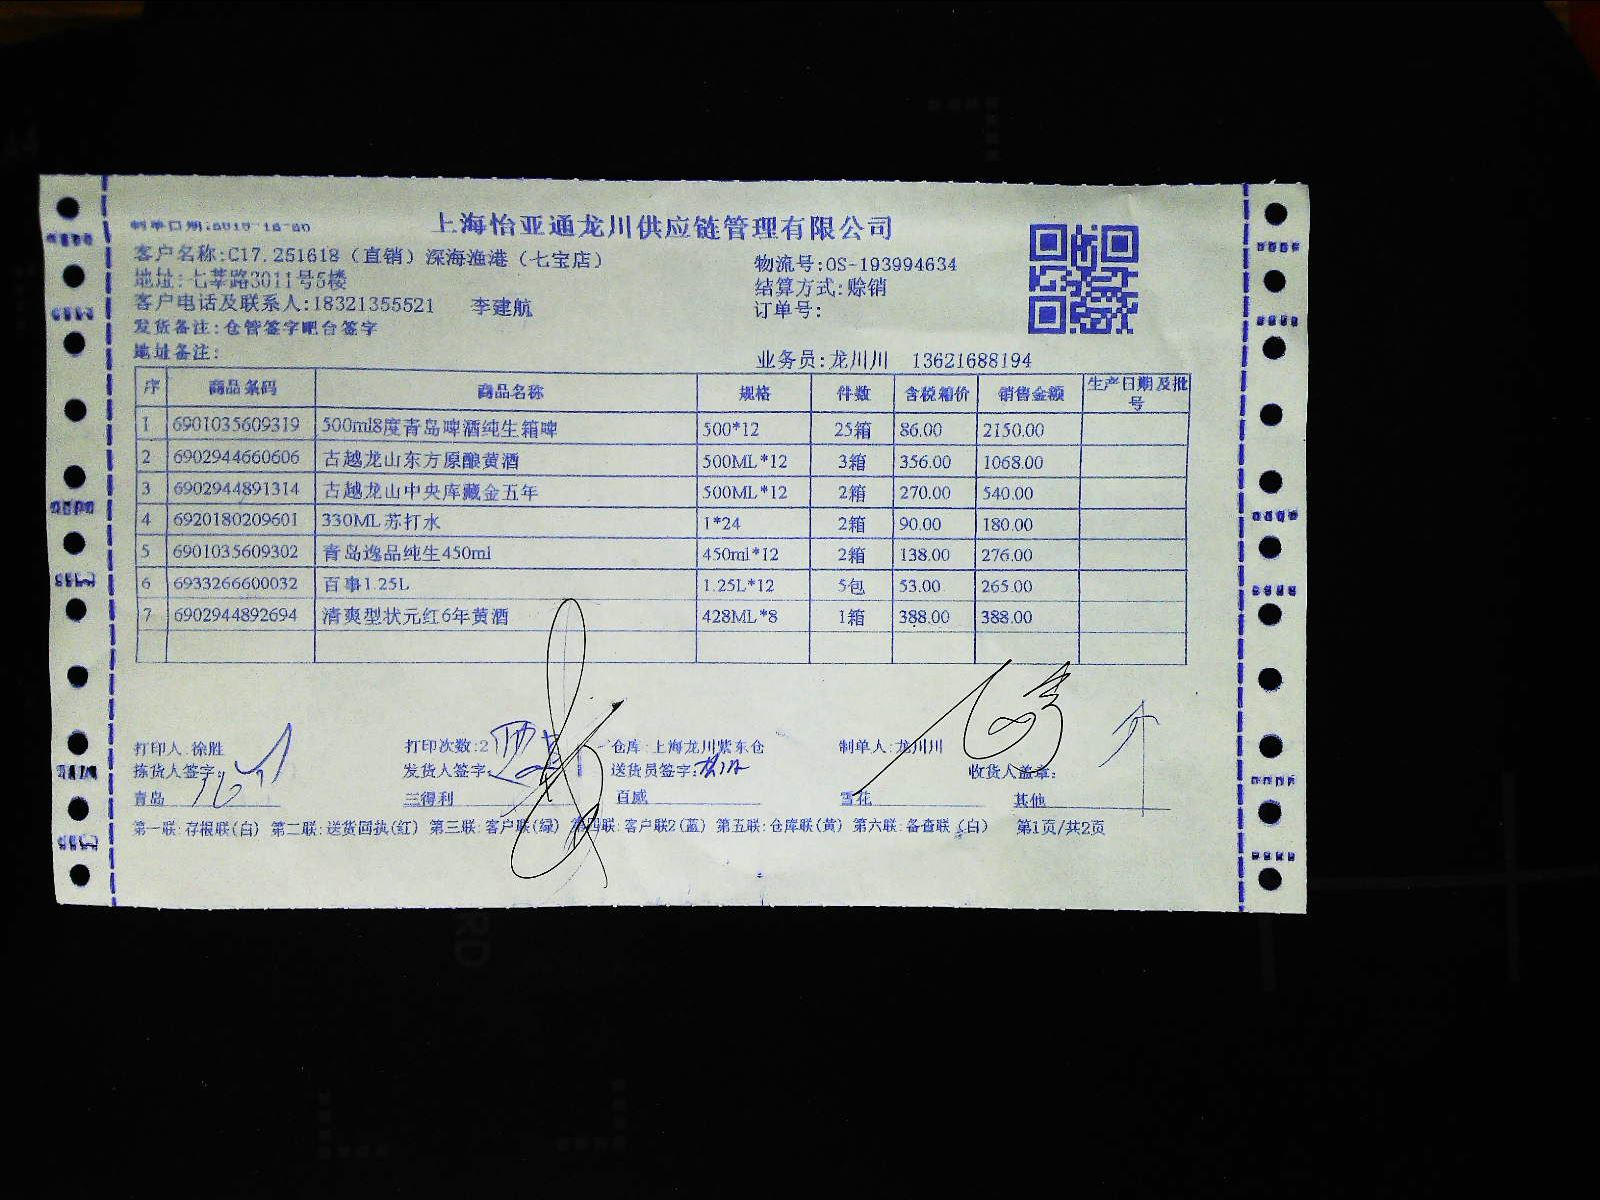 上海怡亚通龙川供应链管理有限公司
制单日期:
客户名称:C17.251618（直销）深海渔港（七宝店）
物流号:OS-193994634
地址:七莘路3011号5楼
结算方式:赊销
客户电话及联系人:18321355521 李建航
订单号:
发货备注:仓管签字吧台签字
地址备注:
业务员:龙川川 13621688194
序 商品条码 商品名称 规格 件数 含税箱价 销售金额 生产日期及批号
1 6901035609319 500ml8度青岛啤酒纯生箱啤 500*12 25箱 86.00 2150.00
2 6902944660606 古越龙山东方原酿黄酒 500ML*12 3箱 356.00 1068.00
3 6902944891314 古越龙山中央库藏金五年 500ML*12 2箱 270.00 540.00
4 6920180209601 330ML苏打水 1*24 2箱 90.00 180.00
5 6901035609302 青岛逸品纯生450ml 450ml*12 2箱 138.00 276.00
6 6933266600032 百事1.25L 1.25L*12 5包 53.00 265.00
7 6902944892694 清爽型状元红6年黄酒 428ML*8 1箱 388.00 388.00
打印人:徐胜 打印次数:2 仓库:上海龙川紫东仓 制单人:龙川川
拣货人签字: 发货人签字: 送货员签字: 收货人盖章:
青岛 三得利 百威 雪花 其他
第一联:存根联(白) 第二联:送货回执(红) 第三联:客户联(绿) 第四联:客户联2(蓝) 第五联:仓库联(黄) 第六联:备查联(白) 第1页/共2页